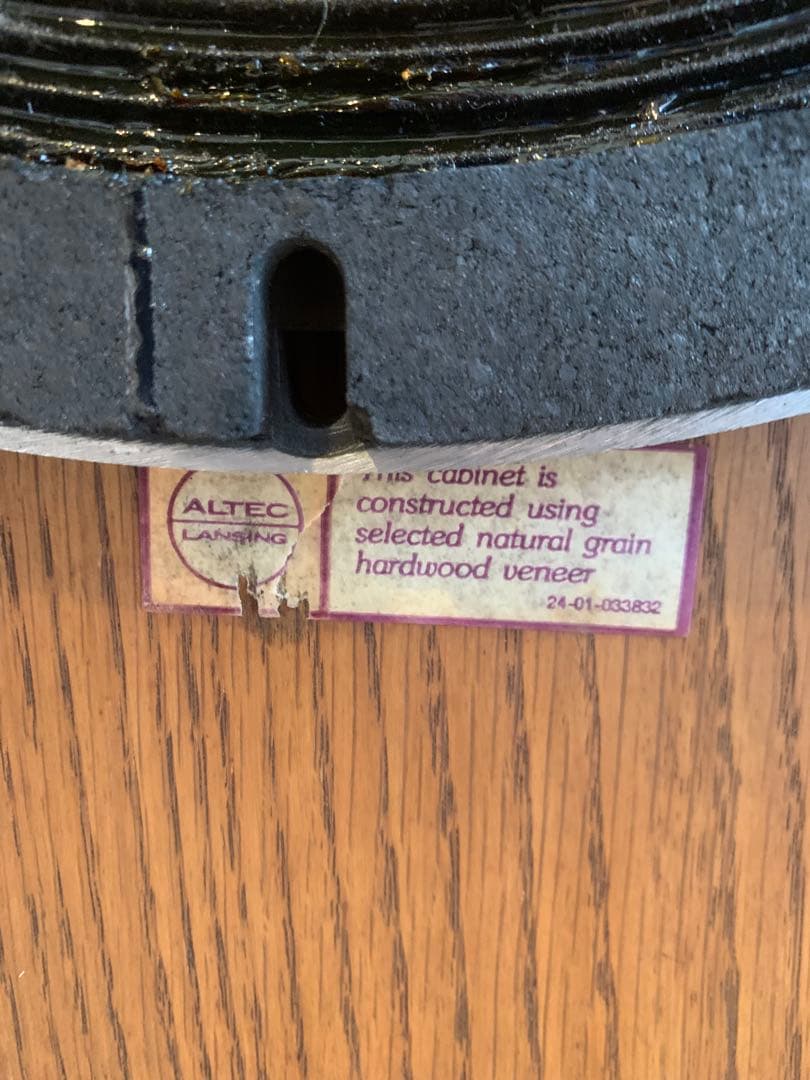 ALTEC
LANSING
This cabinet is
constructed using
selected natural grain
hardwood veneer
24-01-033832